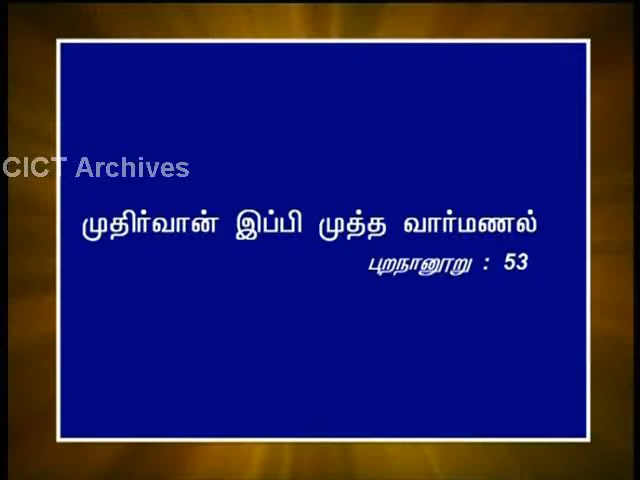 CICT Archives
முதிர்வான் இப்பி முத்த வார்மணல்
புறநானூறு : 53